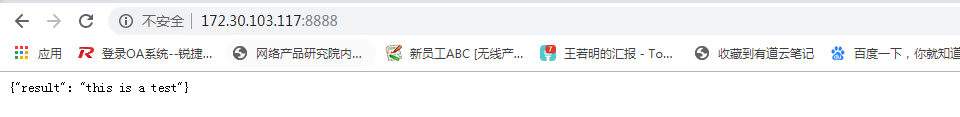 不安全 | 172.30.103.117:8888
应用 登录OA系统--锐捷... 网络产品研究院内... 新员工ABC [无线产... 7 王若明的汇报 - To... 收藏到有道云笔记 百度一下，你就知道
{"result": "this is a test"}